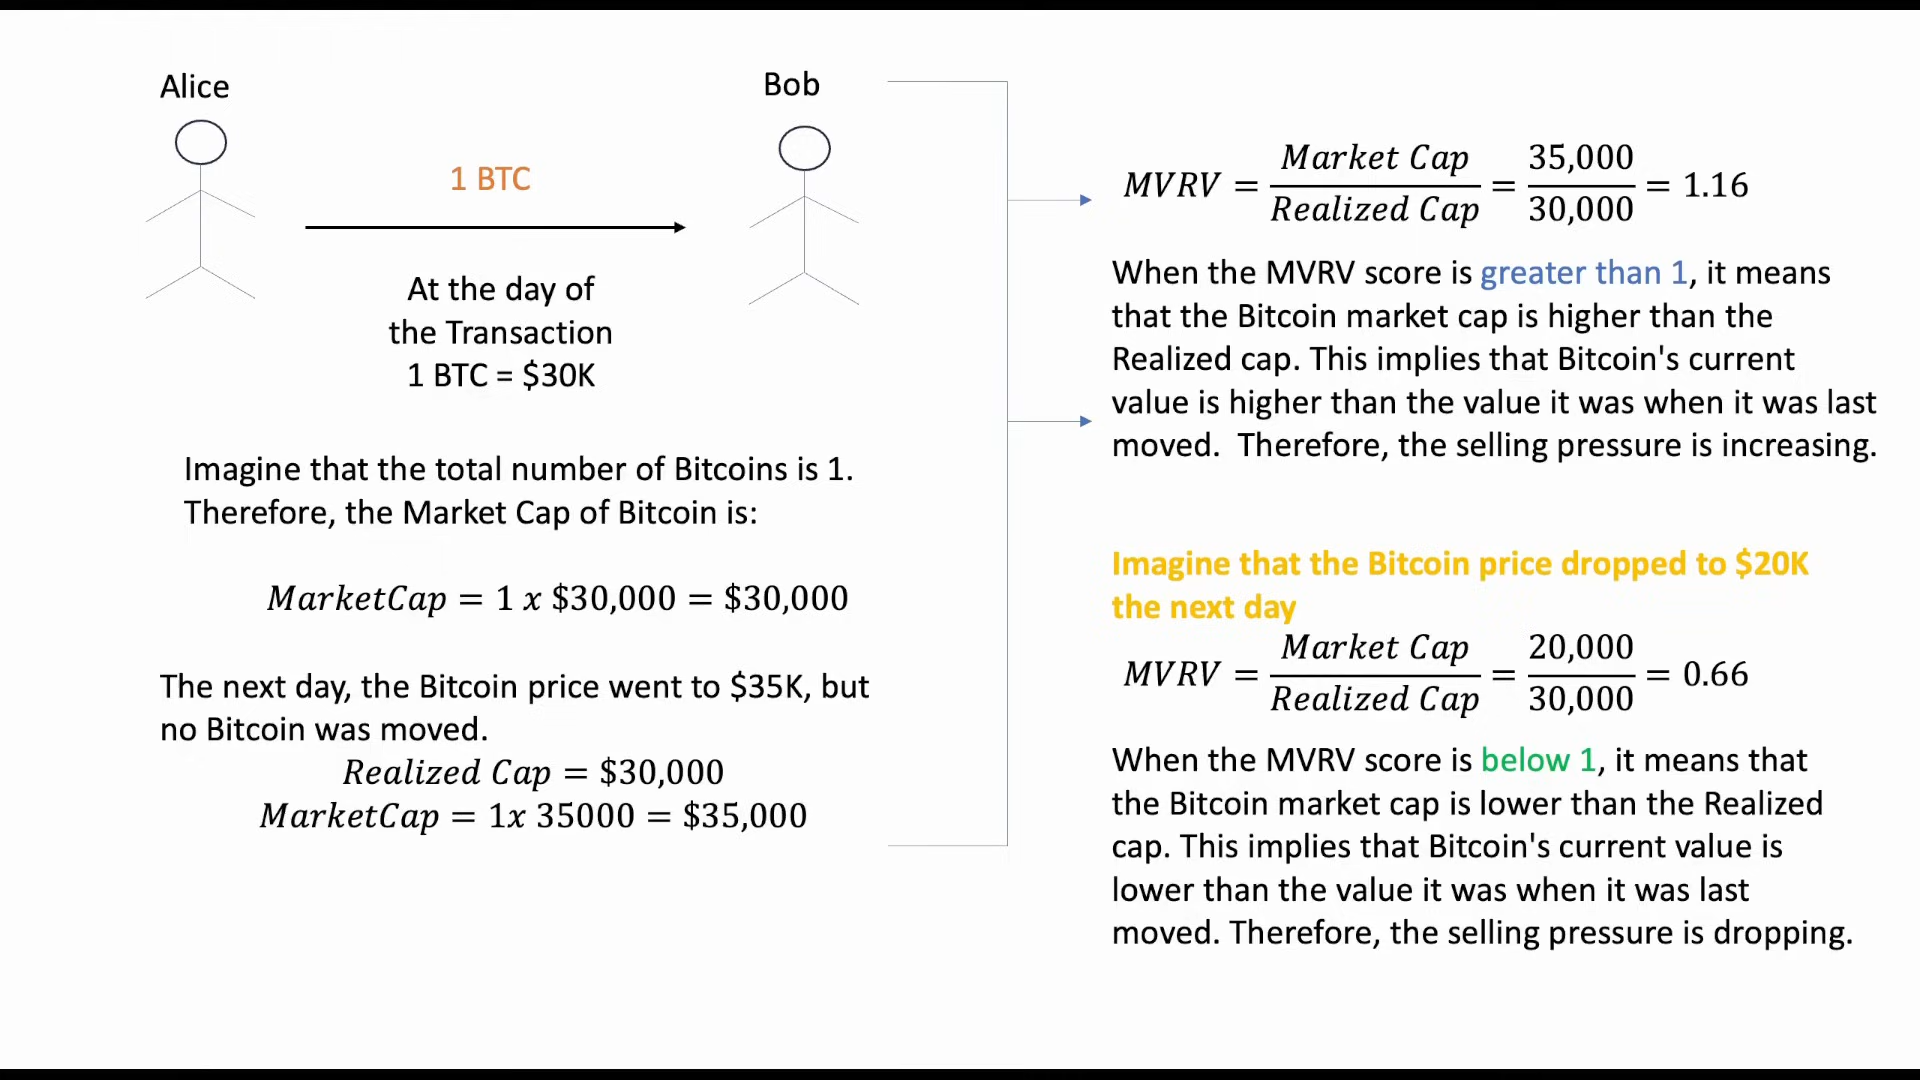 Alice
Bob
1 BTC
At the day of
the Transaction
1 BTC = $30K
Imagine that the total number of Bitcoins is 1.
Therefore, the Market Cap of Bitcoin is:
MarketCap = 1 x $30,000 = $30,000
The next day, the Bitcoin price went to $35K, but
no Bitcoin was moved.
Realized Cap = $30,000
MarketCap = 1x 35000 = $35,000
MVRV = Market Cap / Realized Cap = 35,000 / 30,000 = 1.16
When the MVRV score is greater than 1, it means
that the Bitcoin market cap is higher than the
Realized cap. This implies that Bitcoin's current
value is higher than the value it was when it was last
moved.  Therefore, the selling pressure is increasing.
Imagine that the Bitcoin price dropped to $20K
the next day
MVRV = Market Cap / Realized Cap = 20,000 / 30,000 = 0.66
When the MVRV score is below 1, it means that
the Bitcoin market cap is lower than the Realized
cap. This implies that Bitcoin's current value is
lower than the value it was when it was last
moved. Therefore, the selling pressure is dropping.